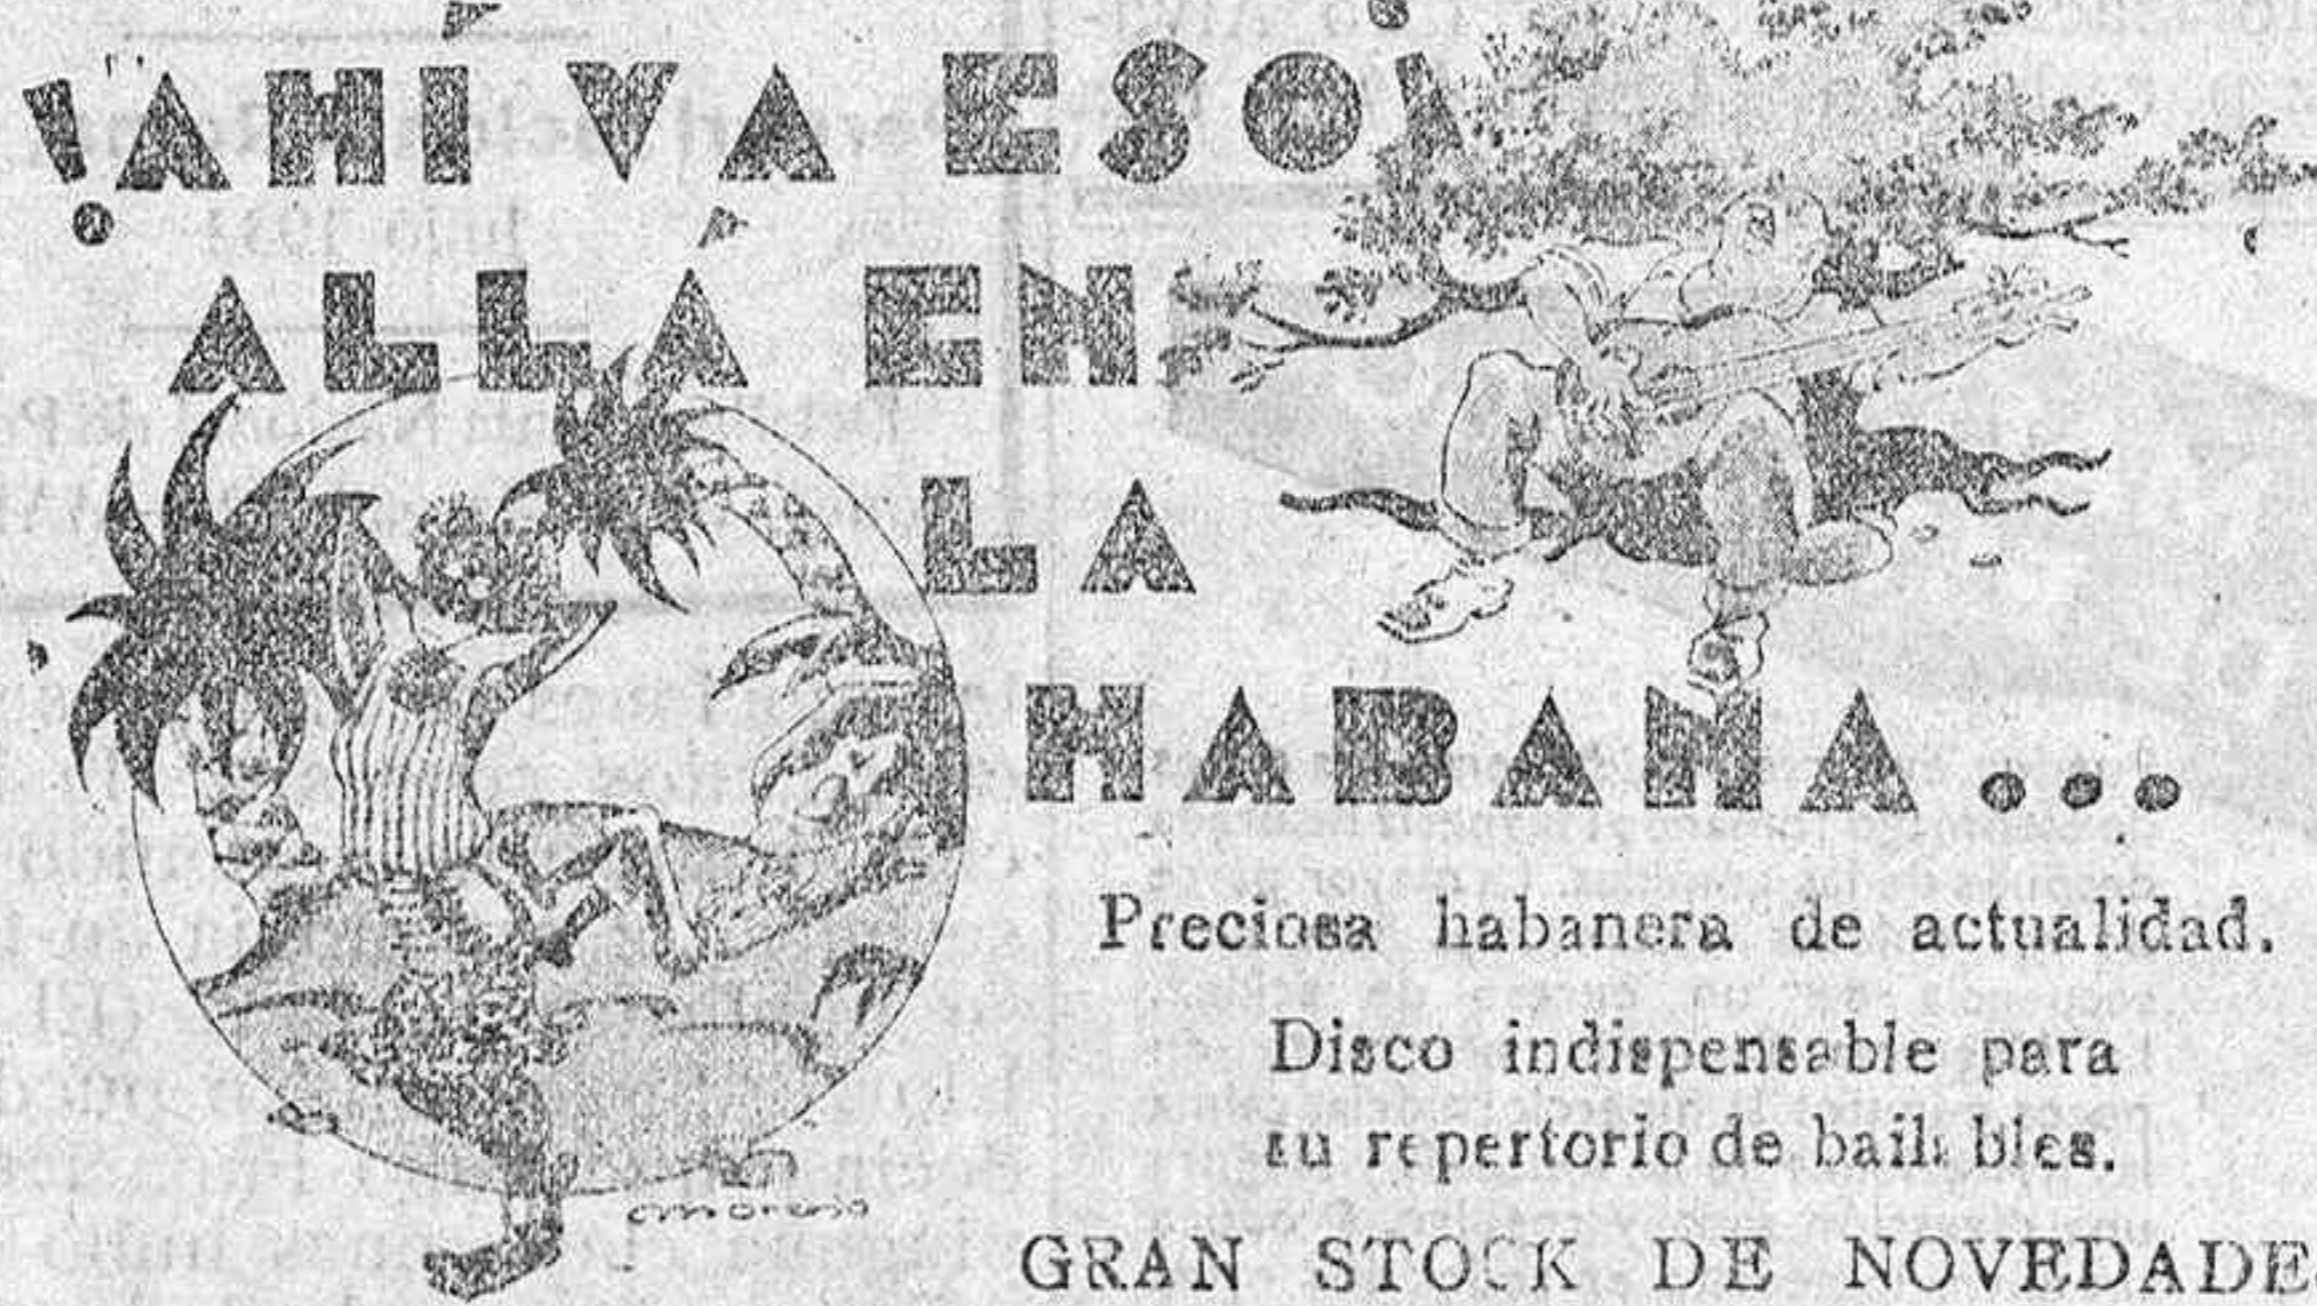 !AHÍ VA ESO¡
ALLÁ EN
LA
HABANA...
Preciosa habanera de actualidad.
Disco indispensable para
su repertorio de bailables.
GRAN STOCK DE NOVEDADE